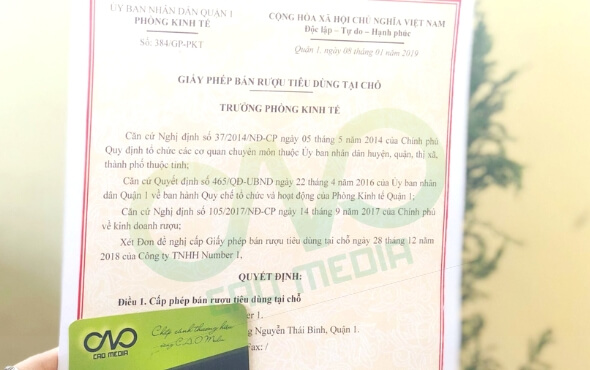 ỦY BAN NHÂN DÂN QUẬN 1
PHÒNG KINH TẾ
Số: 384/GP-PKT
CỘNG HÒA XÃ HỘI CHỦ NGHĨA VIỆT NAM
Độc lập – Tự do – Hạnh phúc
Quận 1, ngày 08 tháng 01 năm 2019
GIẤY PHÉP BÁN RƯỢU TIÊU DÙNG TẠI CHỖ
TRƯỞNG PHÒNG KINH TẾ
Căn cứ Nghị định số 37/2014/NĐ-CP ngày 05 tháng 5 năm 2014 của Chính phủ
Quy định tổ chức các cơ quan chuyên môn thuộc Ủy ban nhân dân huyện, quận, thị xã,
thành phố thuộc tỉnh;
Căn cứ Quyết định số 465/QĐ-UBND ngày 22 tháng 4 năm 2016 của Ủy ban nhân
dân Quận 1 về ban hành Quy chế tổ chức và hoạt động của Phòng Kinh tế Quận 1;
Căn cứ Nghị định số 105/2017/NĐ-CP ngày 14 tháng 9 năm 2017 của Chính phủ
về kinh doanh rượu;
Xét Đơn đề nghị cấp Giấy phép bán rượu tiêu dùng tại chỗ ngày 28 tháng 12 năm
2018 của Công ty TNHH Number 1,
QUYẾT ĐỊNH:
Điều 1. Cấp phép bán rượu tiêu dùng tại chỗ
er 1.
g Nguyễn Thái Bình, Quận 1.
Fax: /
CAO MEDIA
CAO MEDIA
Chắp cánh thương hiệu